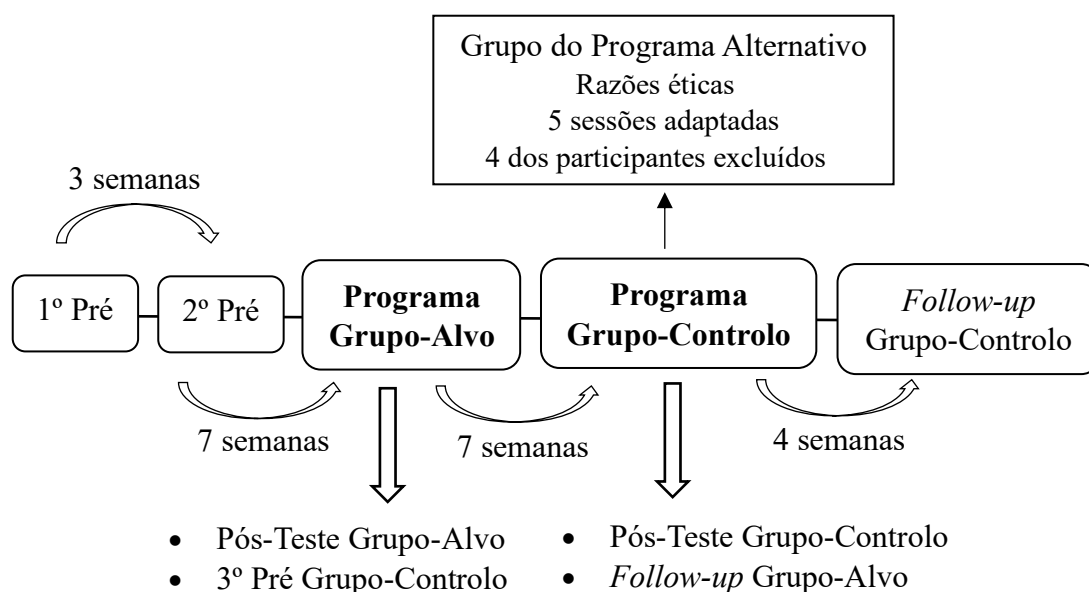 Grupo do Programa Alternativo
Razões éticas
5 sessões adaptadas
4 dos participantes excluídos
3 semanas
1º Pré
2º Pré
Programa
Grupo-Alvo
Programa
Grupo-Controlo
Follow-up
Grupo-Controlo
7 semanas
7 semanas
4 semanas
• Pós-Teste Grupo-Alvo
• 3º Pré Grupo-Controlo
• Pós-Teste Grupo-Controlo
• Follow-up Grupo-Alvo